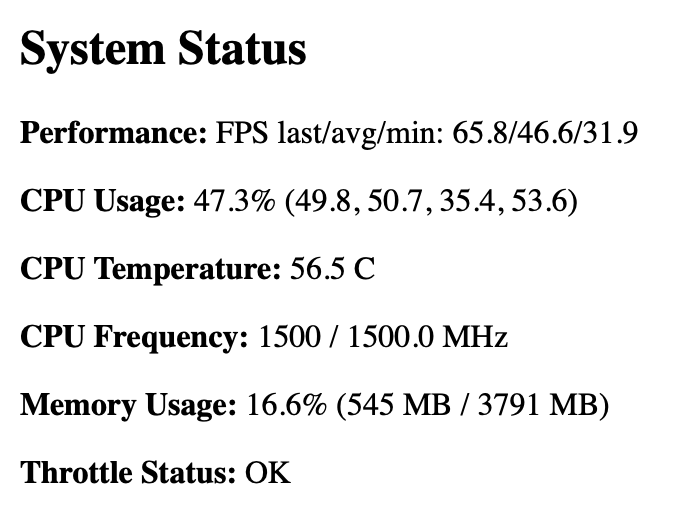 System Status
Performance: FPS last/avg/min: 65.8/46.6/31.9
CPU Usage: 47.3% (49.8, 50.7, 35.4, 53.6)
CPU Temperature: 56.5 C
CPU Frequency: 1500 / 1500.0 MHz
Memory Usage: 16.6% (545 MB / 3791 MB)
Throttle Status: OK